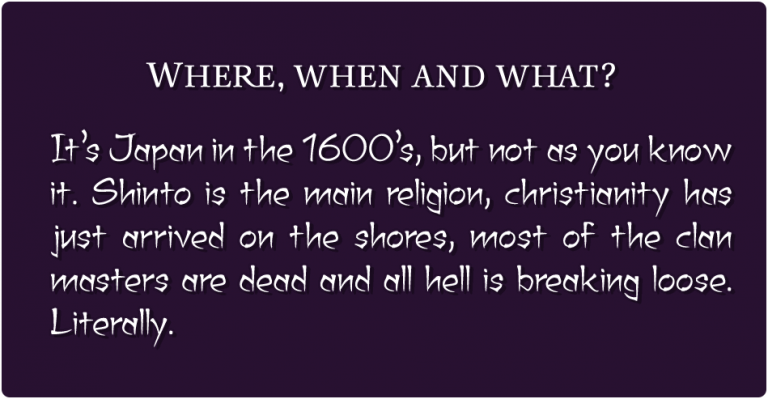 Where, when and what?
It's Japan in the 1600's, but not as you know
it. Shinto is the main religion, christianity has
just arrived on the shores, most of the clan
masters are dead and all hell is breaking loose.
Literally.